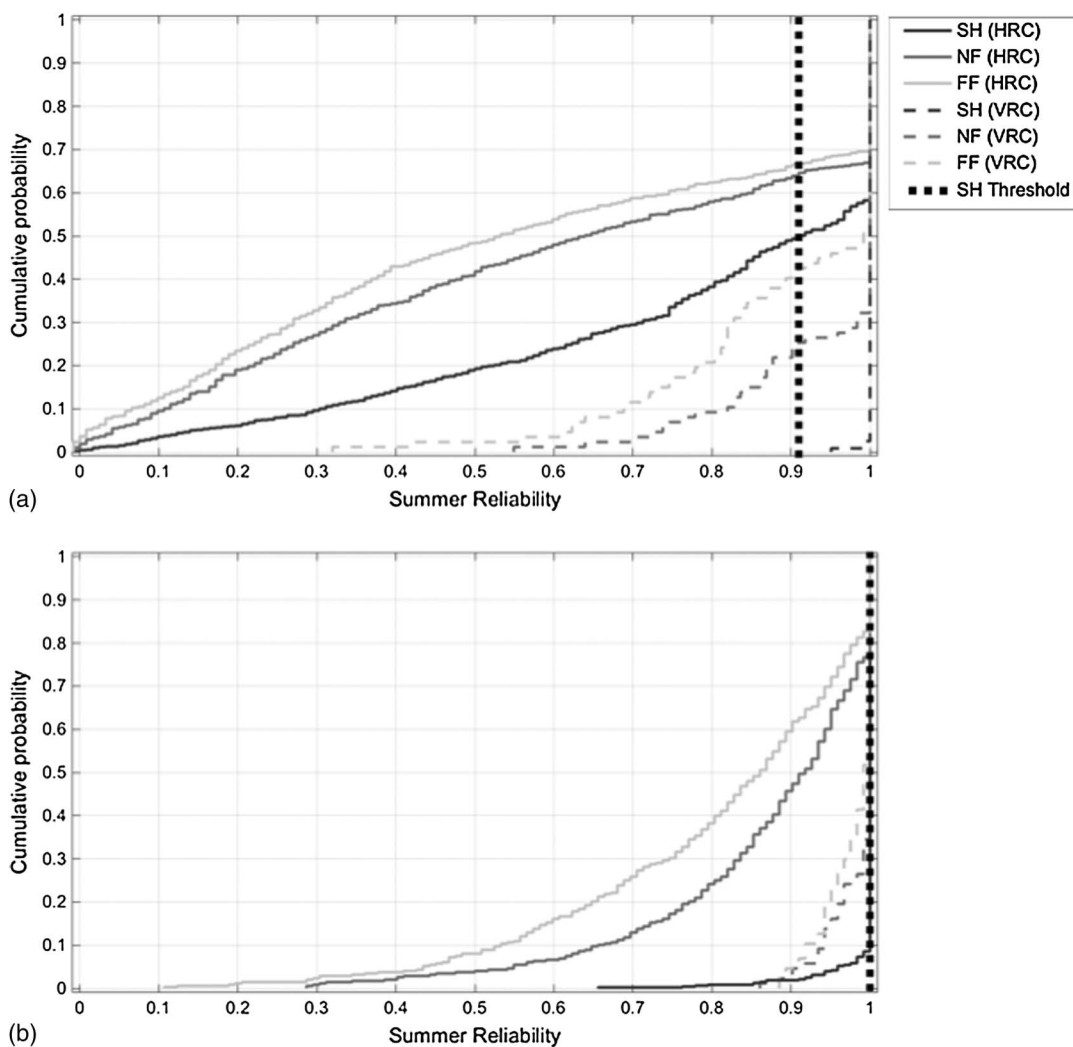 1
0.9
0.8
0.7
0.6
0.5
0.4
0.3
0.2
0.1
0
Cumulative probability
0 0.1 0.2 0.3 0.4 0.5 0.6 0.7 0.8 0.9 1
Summer Reliability
(a)
SH (HRC)
NF (HRC)
FF (HRC)
SH (VRC)
NF (VRC)
FF (VRC)
SH Threshold
1
0.9
0.8
0.7
0.6
0.5
0.4
0.3
0.2
0.1
0
Cumulative probability
0 0.1 0.2 0.3 0.4 0.5 0.6 0.7 0.8 0.9 1
Summer Reliability
(b)